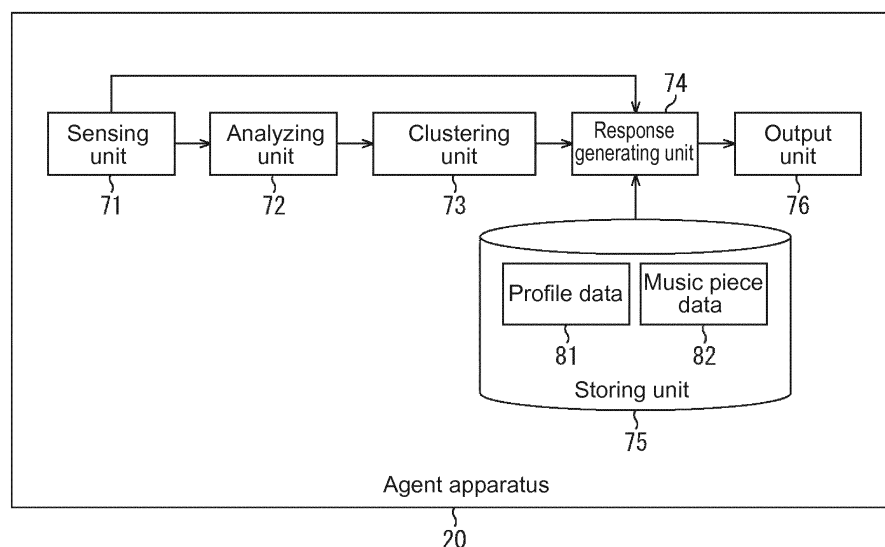 74
Sensing
unit
Analyzing
unit
Clustering
unit
Response
generating unit
Output
unit
71
72
73
76
Profile data
Music piece
data
81
82
Storing unit
75
Agent apparatus
20